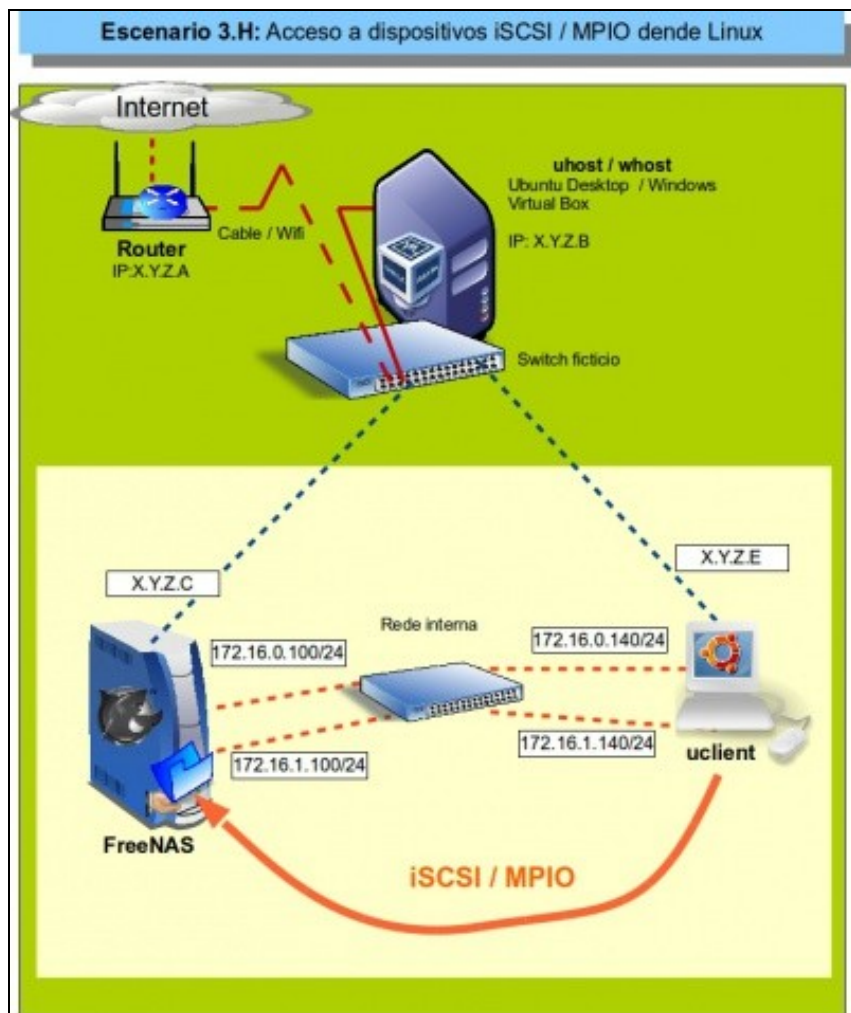 Escenario 3.H: Acceso a dispositivos iSCSI / MPIO dende Linux
Internet
uhost / whost
Ubuntu Desktop / Windows
Virtual Box
IP: X.Y.Z.B
Cable / Wifi
Router
IP:X.Y.Z.A
Switch ficticio
X.Y.Z.C
X.Y.Z.E
Rede interna
172.16.0.100/24
172.16.0.140/24
172.16.1.100/24
172.16.1.140/24
uclient
FreeNAS
iSCSI / MPIO